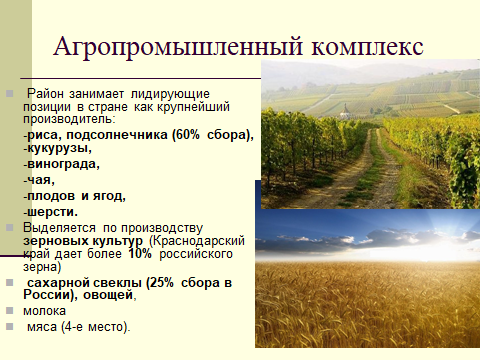 Агропромышленный комплекс
Район занимает лидирующие
позиции в стране как крупнейший
производитель:
-риса, подсолнечника (60% сбора),
-кукурузы,
-винограда,
-чая,
-плодов и ягод,
-шерсти.
Выделяется по производству
зерновых культур (Краснодарский
край дает более 10% российского
зерна)
сахарной свеклы (25% сбора в
России), овощей,
молока
мяса (4-е место).